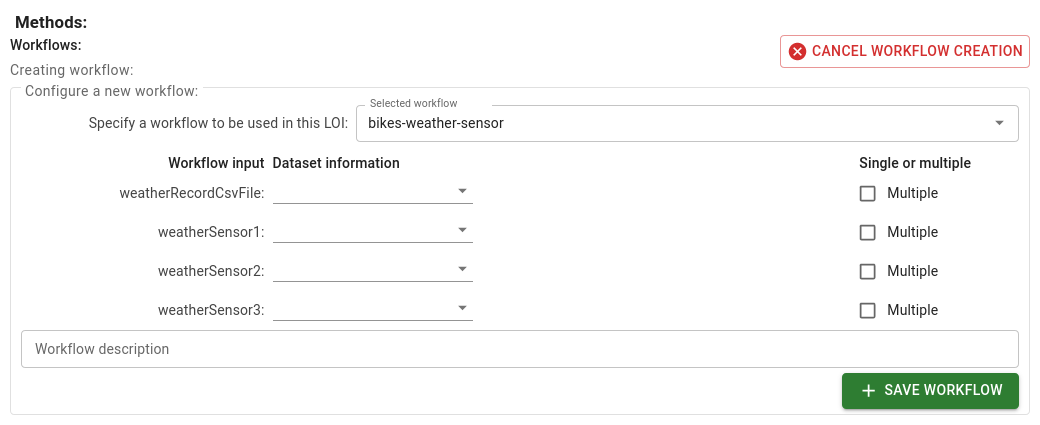 Methods:
Workflows:
CANCEL WORKFLOW CREATION
Creating workflow:
Configure a new workflow:
Selected workflow
Specify a workflow to be used in this LOI: bikes-weather-sensor
Workflow input Dataset information Single or multiple
weatherRecordCsvFile: Multiple
weatherSensor1: Multiple
weatherSensor2: Multiple
weatherSensor3: Multiple
Workflow description
+ SAVE WORKFLOW